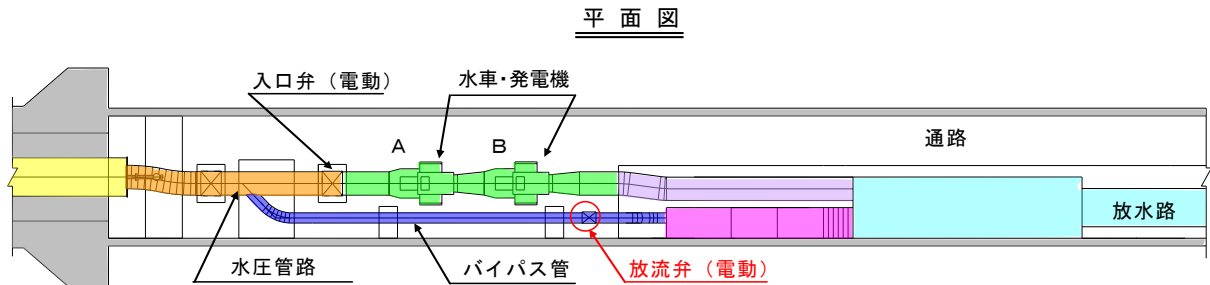 平面図
入口弁（電動）
水車・発電機
A
B
通路
放水路
水圧管路
バイパス管
放流弁（電動）